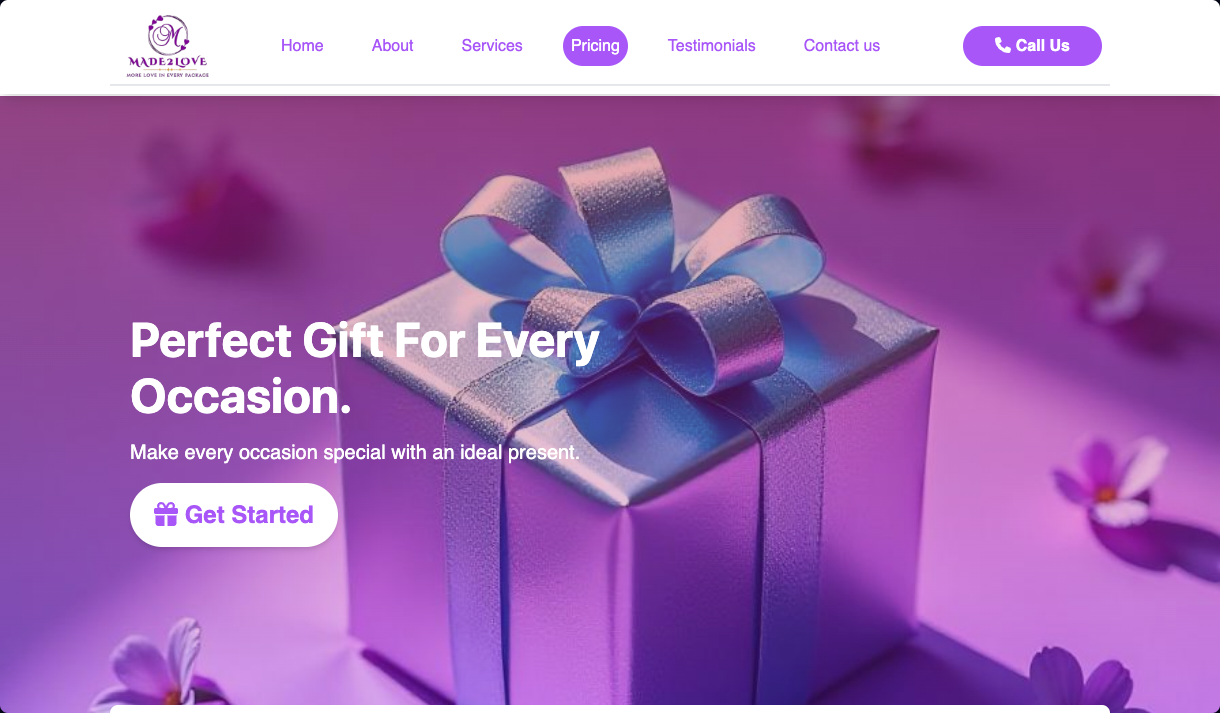 M
MADE2LOVE
MORE LOVE IN EVERY PACKAGE
Home
About
Services
Pricing
Testimonials
Contact us
Call Us
Perfect Gift For Every
Occasion.
Make every occasion special with an ideal present.
Get Started